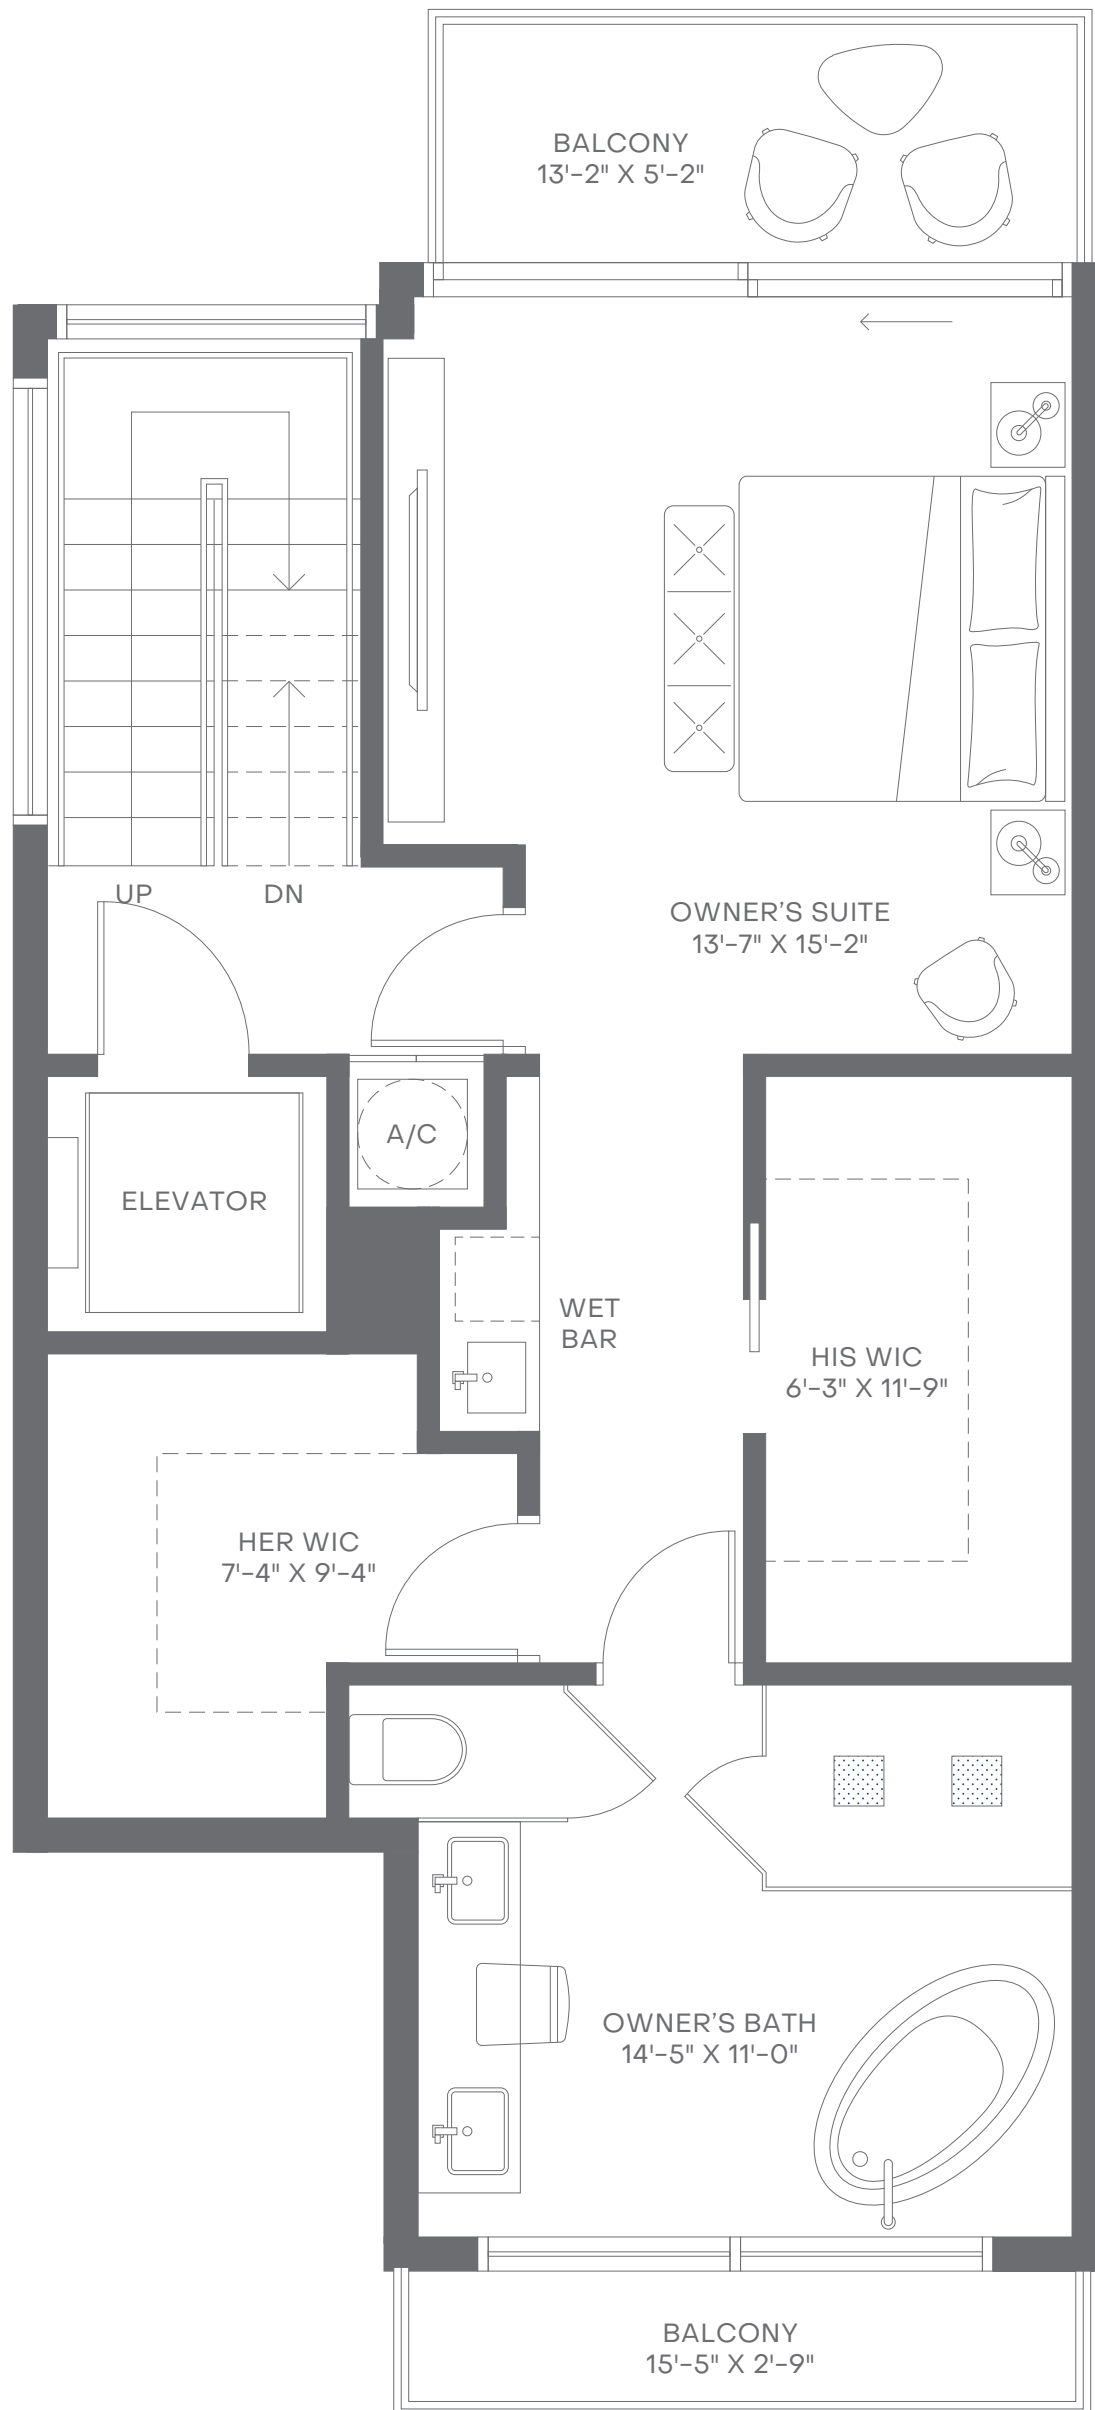 BALCONY
13'-2" X 5'-2"
UP
DN
OWNER'S SUITE
13'-7" X 15'-2"
A/C
ELEVATOR
WET
BAR
HIS WIC
6'-3" X 11'-9"
HER WIC
7'-4" X 9'-4"
OWNER'S BATH
14'-5" X 11'-0"
BALCONY
15'-5" X 2'-9"